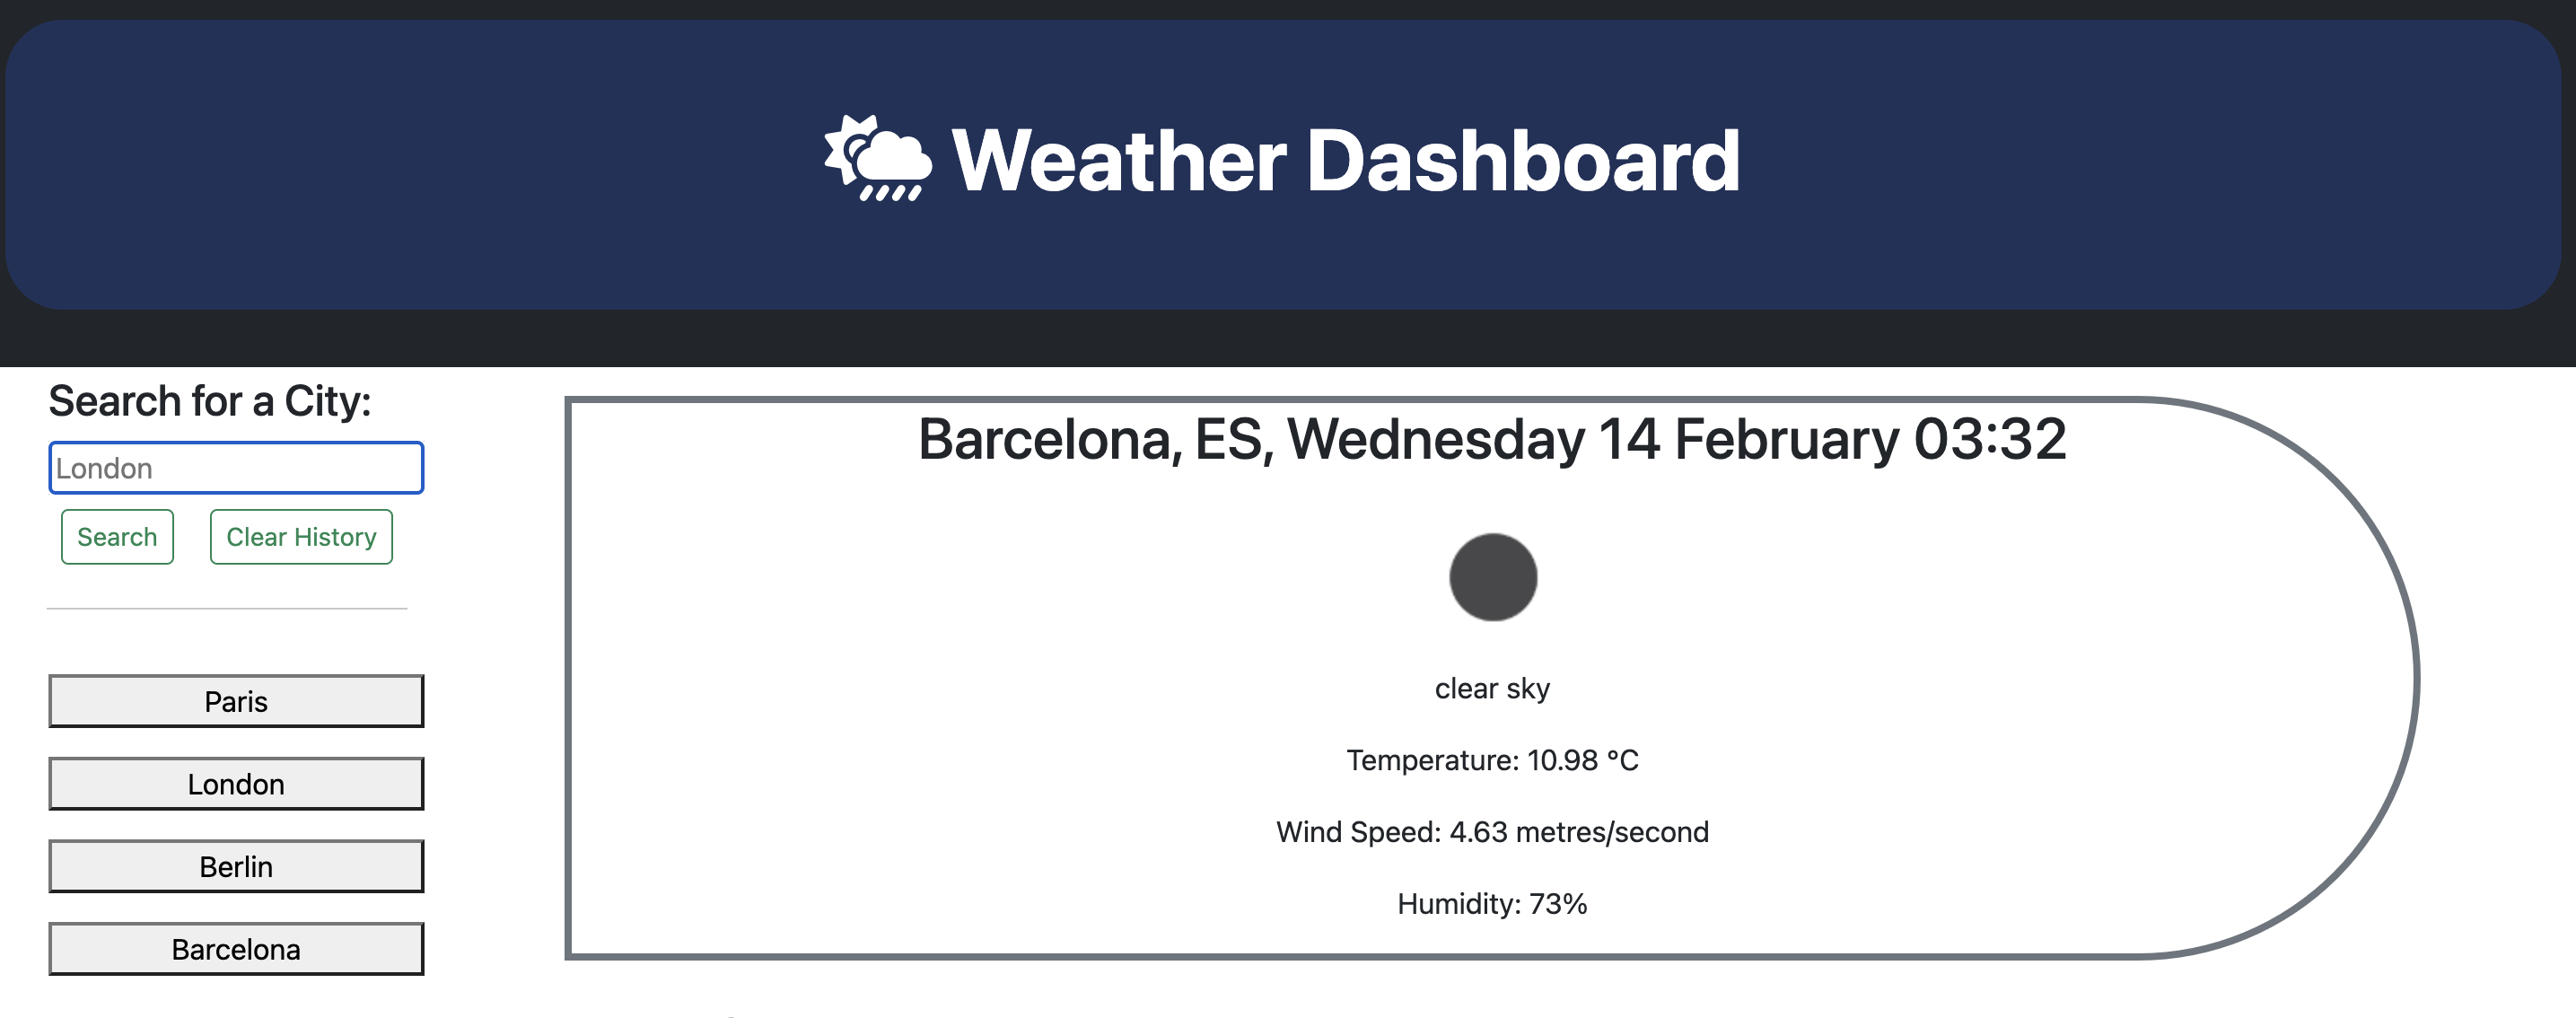 Weather Dashboard
Search for a City:
London
Search
Clear History
Paris
London
Berlin
Barcelona
Barcelona, ES, Wednesday 14 February 03:32
clear sky
Temperature: 10.98 °C
Wind Speed: 4.63 metres/second
Humidity: 73%